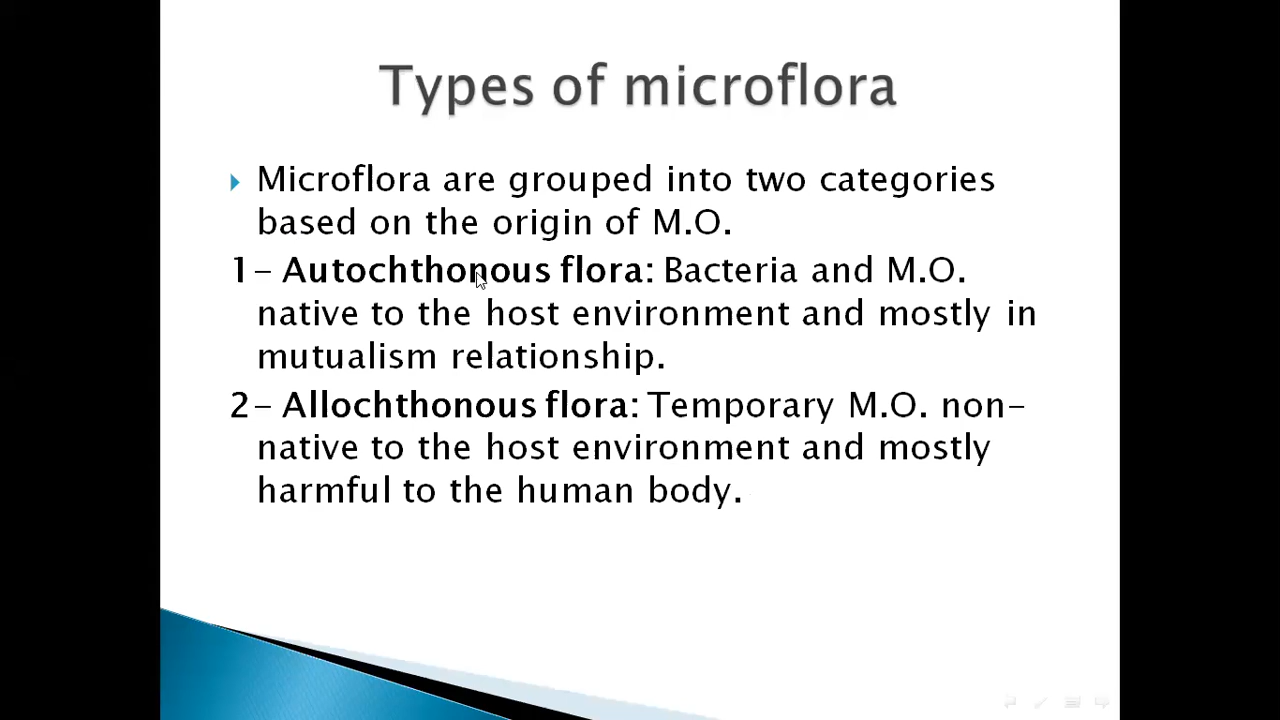 Types of microflora
Microflora are grouped into two categories
based on the origin of M.O.
1- Autochthonous flora: Bacteria and M.O.
native to the host environment and mostly in
mutualism relationship.
2- Allochthonous flora: Temporary M.O. non-
native to the host environment and mostly
harmful to the human body.